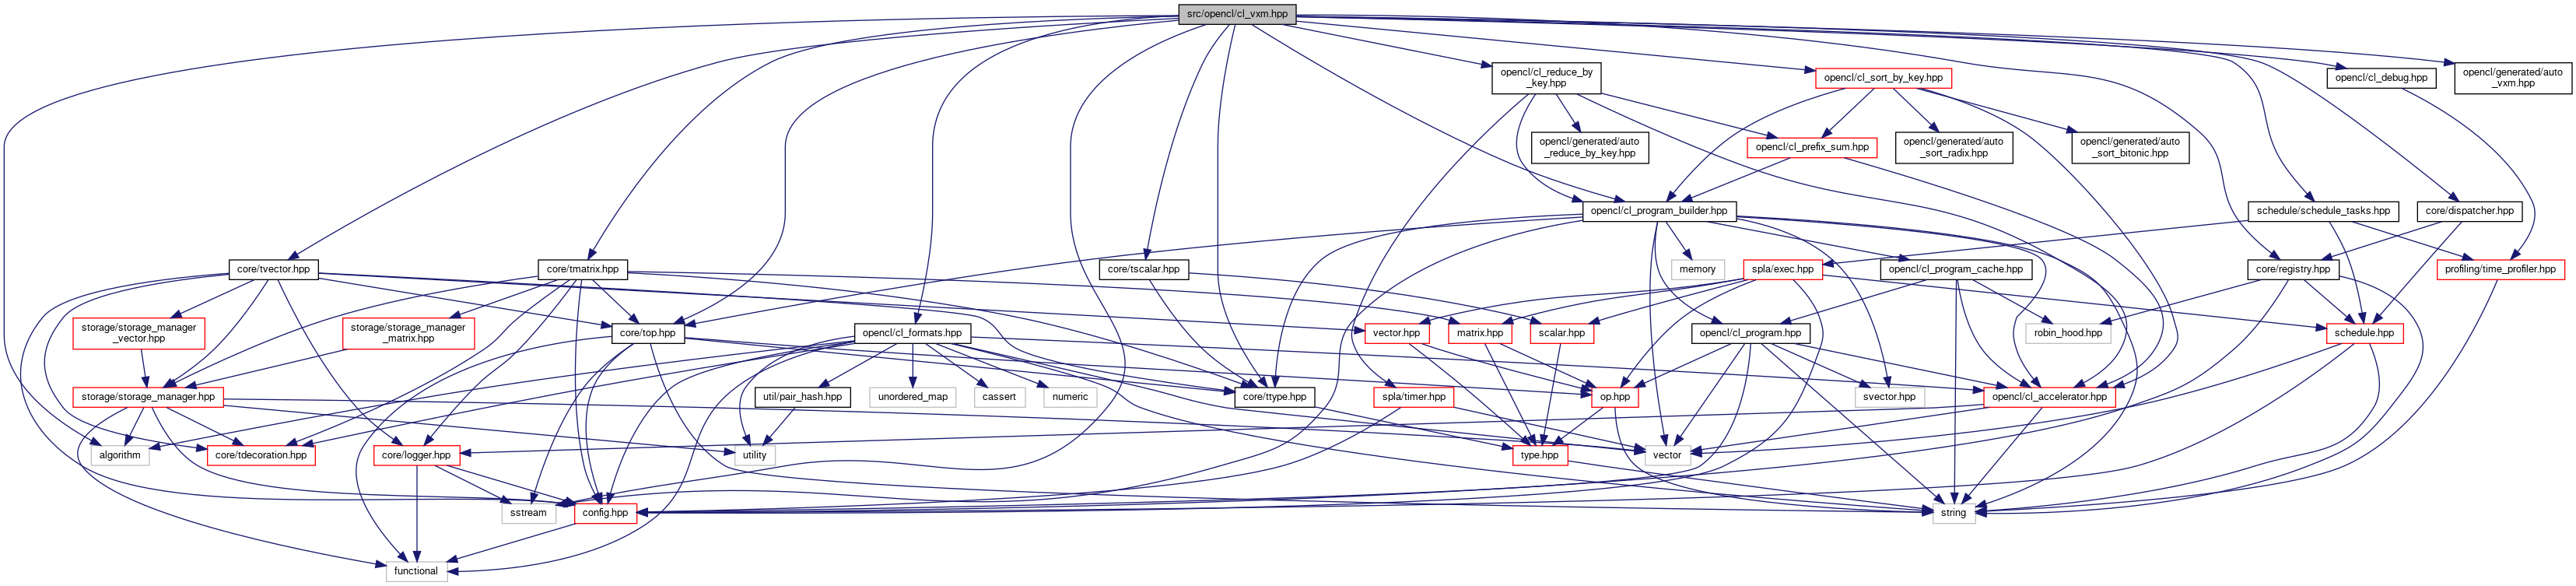 src/opencl/cl_vxm.hpp
opencl/cl_reduce_by
_key.hpp
opencl/cl_sort_by_key.hpp
opencl/cl_debug.hpp
opencl/generated/auto
_vxm.hpp
opencl/generated/auto
_reduce_by_key.hpp
opencl/cl_prefix_sum.hpp
opencl/generated/auto
_sort_radix.hpp
opencl/generated/auto
_sort_bitonic.hpp
opencl/cl_program_builder.hpp
schedule/schedule_tasks.hpp
core/dispatcher.hpp
core/tvector.hpp
core/tmatrix.hpp
core/tscalar.hpp
memory
spla/exec.hpp
opencl/cl_program_cache.hpp
core/registry.hpp
profiling/time_profiler.hpp
storage/storage_manager
_vector.hpp
storage/storage_manager
_matrix.hpp
core/top.hpp
opencl/cl_formats.hpp
vector.hpp
matrix.hpp
scalar.hpp
opencl/cl_program.hpp
robin_hood.hpp
schedule.hpp
storage/storage_manager.hpp
util/pair_hash.hpp
unordered_map
cassert
numeric
core/ttype.hpp
spla/timer.hpp
op.hpp
svector.hpp
opencl/cl_accelerator.hpp
algorithm
core/tdecoration.hpp
core/logger.hpp
utility
type.hpp
vector
sstream
config.hpp
string
functional